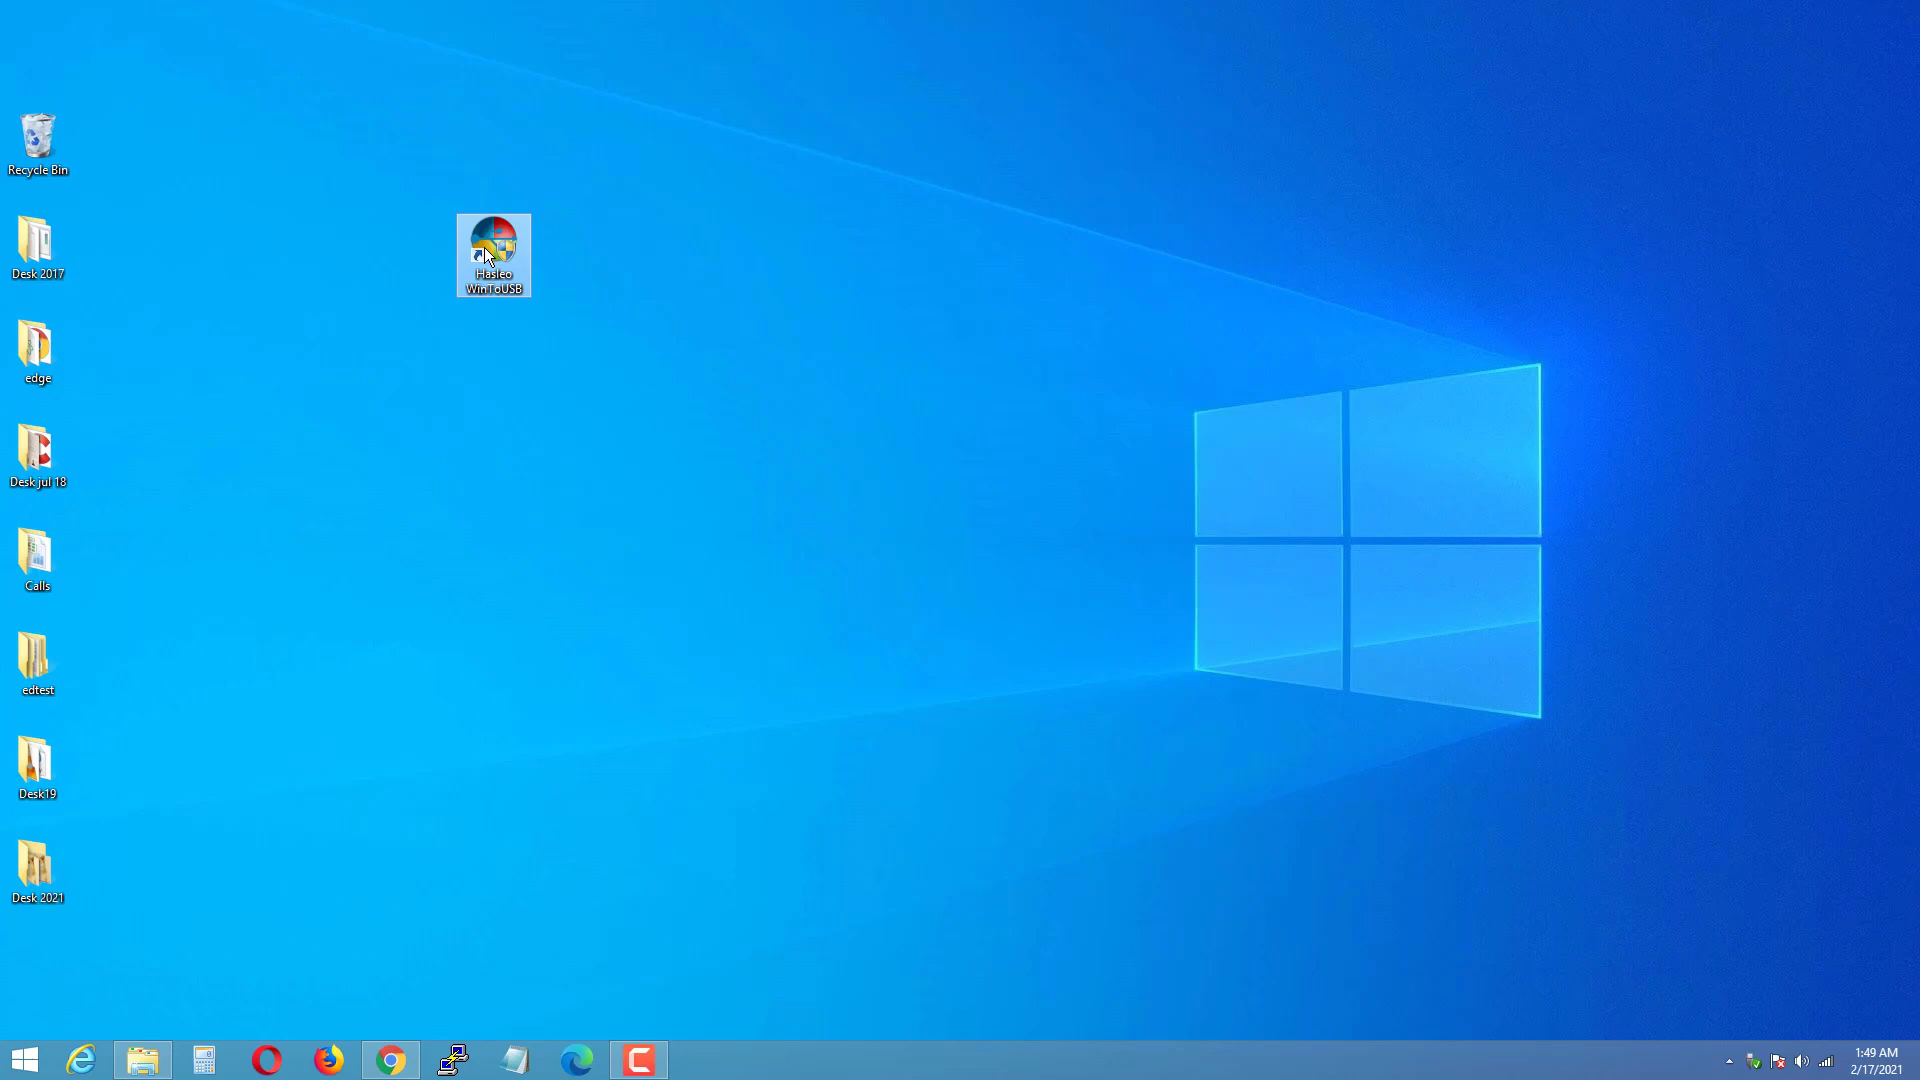 Recycle Bin
Desk 2017
edge
Desk jul 18
Calls
edtest
Desk19
Desk 2021
Hasleo
WinToUSB
1:49 AM
2/17/2021